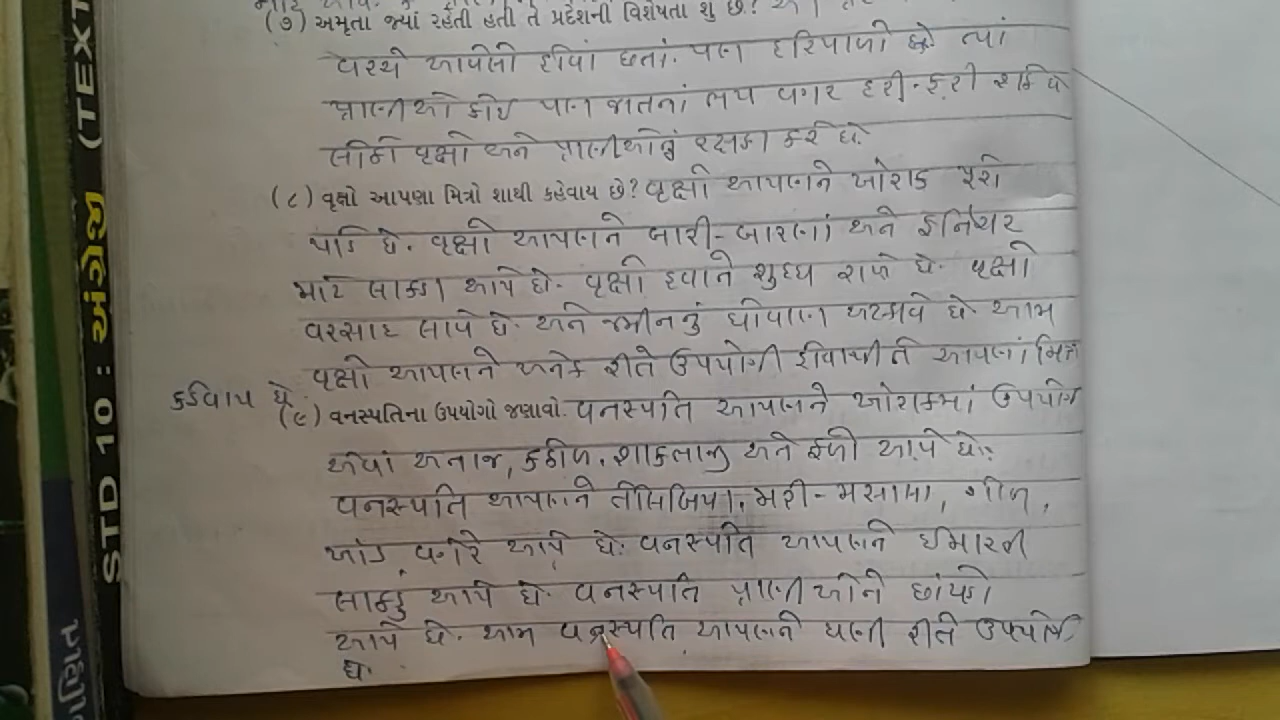 (૭) અમૃતા જ્યાં રહેતી હતી તે પ્રદેશની વિશેષતા શું છે?
વચ્ચે આવેલો હોવા છતાં. પણ હરિયાળો છે. ત્યાં
પ્રાણીઓ કોઈ પણ જાતનાં ભય વગર હરી-ફરી શકે છે
લોકો વૃક્ષો અને પ્રાણીઓનું રક્ષણ કરે છે.
(૮) વૃક્ષો આપણા મિત્રો શાથી કહેવાય છે? વૃક્ષો આપણને ખોરાક પૂરો
પાડે છે. વૃક્ષો આપણને બારી-બારણાં અને ફર્નિચર
માટે લાકડા આપે છે. વૃક્ષો હવાને શુધ્ધ રાખે છે. વૃક્ષો
વરસાદ લાવે છે. અને જમીનનું ધોવાણ અટકાવે છે. આમ
વૃક્ષો આપણને અનેક રીતે ઉપયોગી હોવાથી તે આપણાં મિત્ર
કહેવાય છે.
(૯) વનસ્પતિના ઉપયોગો જણાવો. વનસ્પતિ આપણને ખોરાકમાં ઉપયોગી
એવાં અનાજ, કઠોળ, શાકભાજી અને ફળો આપે છે.
વનસ્પતિ આપણને તેલિબિયા, મરી-મસાલા, ગોળ,
ખાંડ વગેરે આપે છે. વનસ્પતિ આપણને ઈમારતી
લાકડું આપે છે. વનસ્પતિ પ્રાણીઓને છાંયડો
આપે છે. આમ વનસ્પતિ આપણને ઘણી રીતે ઉપયોગી
છે.
STD 10 : અંગ્રેજી (TEXT